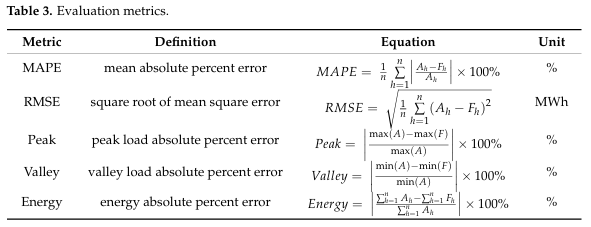 Table 3. Evaluation metrics.
Metric Definition Equation Unit
MAPE mean absolute percent error MAPE = \frac{1}{n} \sum_{h=1}^{n} \left| \frac{A_h - F_h}{A_h} \right| × 100% %
RMSE square root of mean square error RMSE = \sqrt{\frac{1}{n} \sum_{h=1}^{n} (A_h - F_h)^2} MWh
Peak peak load absolute percent error Peak = \left| \frac{max(A) - max(F)}{max(A)} \right| × 100% %
Valley valley load absolute percent error Valley = \left| \frac{min(A) - min(F)}{min(A)} \right| × 100% %
Energy energy absolute percent error Energy = \left| \frac{\sum_{h=1}^{n} A_h - \sum_{h=1}^{n} F_h}{\sum_{h=1}^{n} A_h} \right| × 100% %